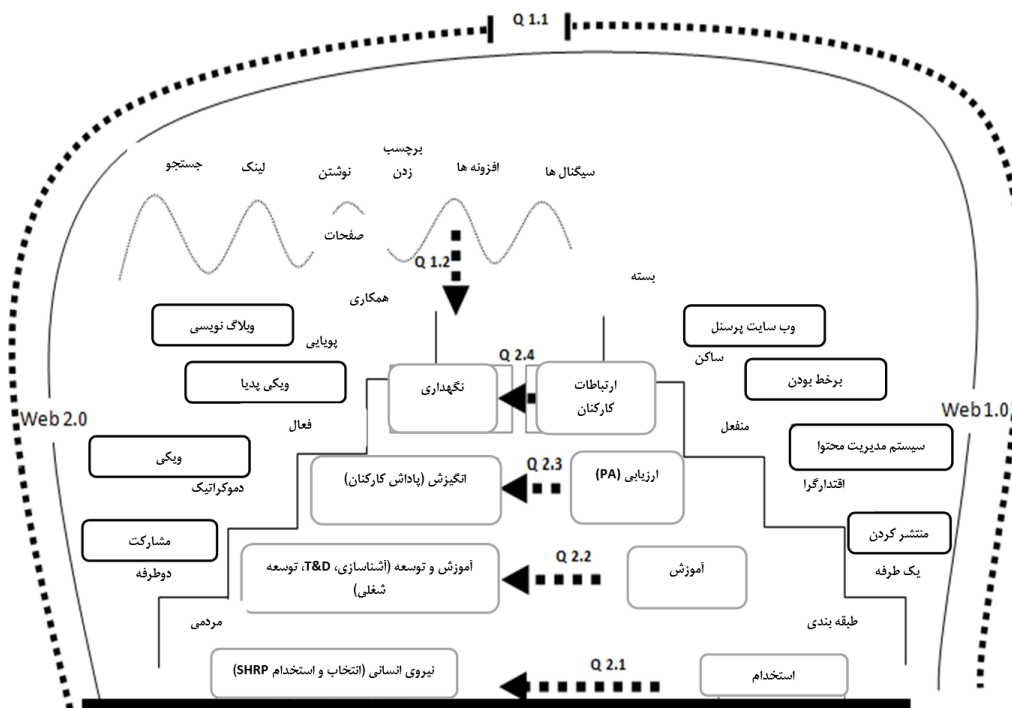 Q 1.1
برچسب
زدن
جستجو
لینک
نوشتن
افزونه ها
سیگنال ها
صفحات
Q 1.2
بسته
همکاری
وبلاگ نویسی
وب سایت پرسنل
پویایی
ساکن
Q 2.4
ویکی پدیا
نگهداری
ارتباطات
کارکنان
برخط بودن
Web 2.0
Web 1.0
فعال
منفعل
سیستم مدیریت محتوا
ویکی
انگیزش (پاداش کارکنان)
Q 2.3
ارزیابی (PA)
دموکراتیک
اقتدارگرا
مشارکت
منتشر کردن
دوطرفه
یک طرفه
آموزش و توسعه (آشناسازی، T&D، توسعه
شغلی)
Q 2.2
آموزش
مردمی
طبقه بندی
نیروی انسانی (انتخاب و استخدام SHRP)
Q 2.1
استخدام